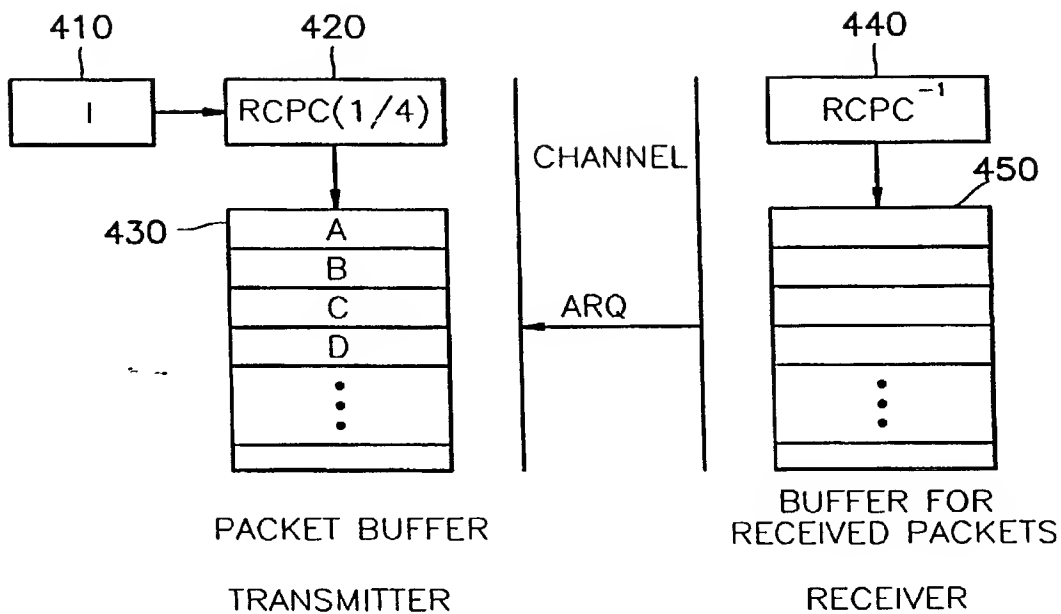 410
420
440
I
RCPC(1/4)
RCPC⁻¹
CHANNEL
450
430
A
B
C
D
ARQ
PACKET BUFFER
BUFFER FOR
RECEIVED PACKETS
TRANSMITTER
RECEIVER